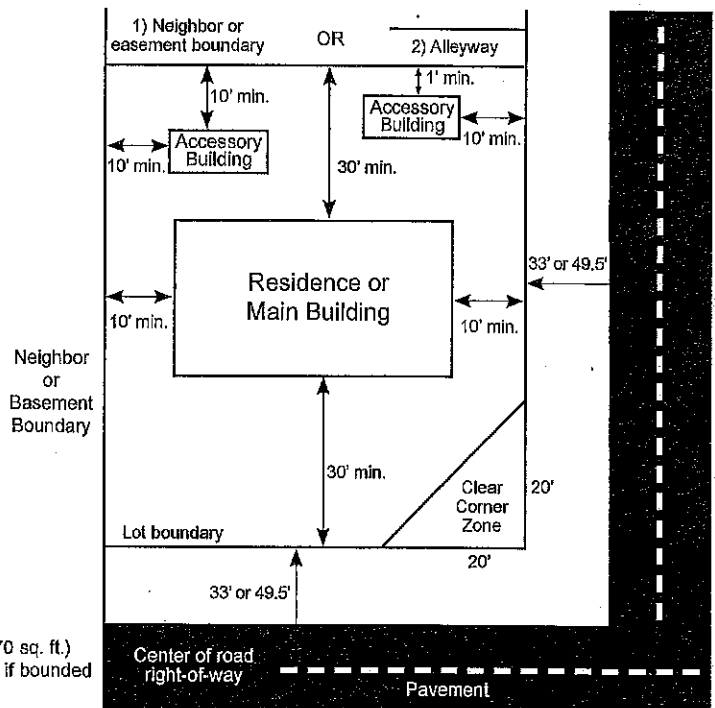 1) Neighbor or
easement boundary
OR
2) Alleyway
10' min.
1' min.
Accessory
Building
Accessory
Building
10' min.
10' min.
30' min.
33' or 49.5'
Residence or
Main Building
10' min.
10' min.
Neighbor
or
Basement
Boundary
30' min.
Clear
Corner
Zone
20'
Lot boundary
20'
33' or 49.5'
70 sq. ft.)
if bounded
Center of road
right-of-way
Pavement